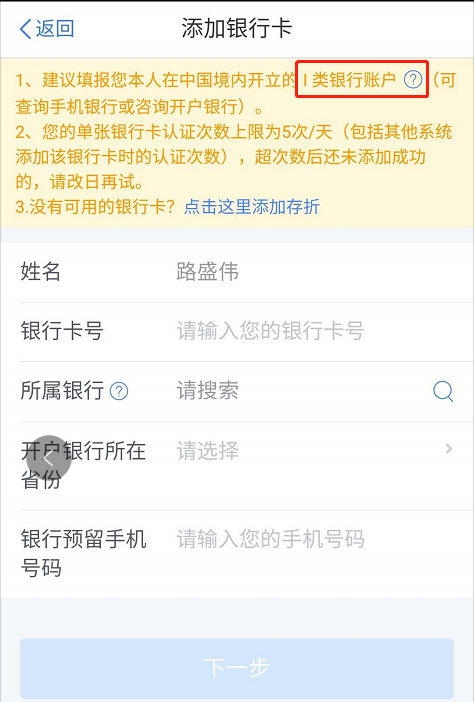 返回
添加银行卡
1、建议填报您本人在中国境内开立的 I 类银行账户 ? (可
查询手机银行或咨询开户银行)。
2、您的单张银行卡认证次数上限为5次/天（包括其他系统
添加该银行卡时的认证次数），超次数后还未添加成功
的，请改日再试。
3.没有可用的银行卡？点击这里添加存折
姓名 路盛伟
银行卡号 请输入您的银行卡号
所属银行 ? 请搜索
开户银行所在 请选择
省份
银行预留手机 请输入您的手机号码
号码
下一步